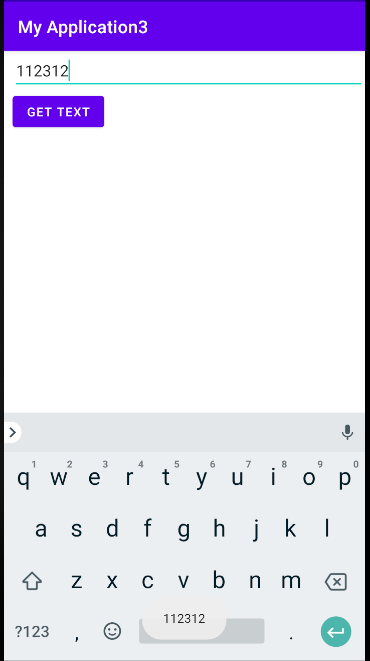 My Application3
112312
GET TEXT
1 2 3 4 5 6 7 8 9 0
q w e r t y u i o p
a s d f g h j k l
z x c v b n m
?123 , .
112312